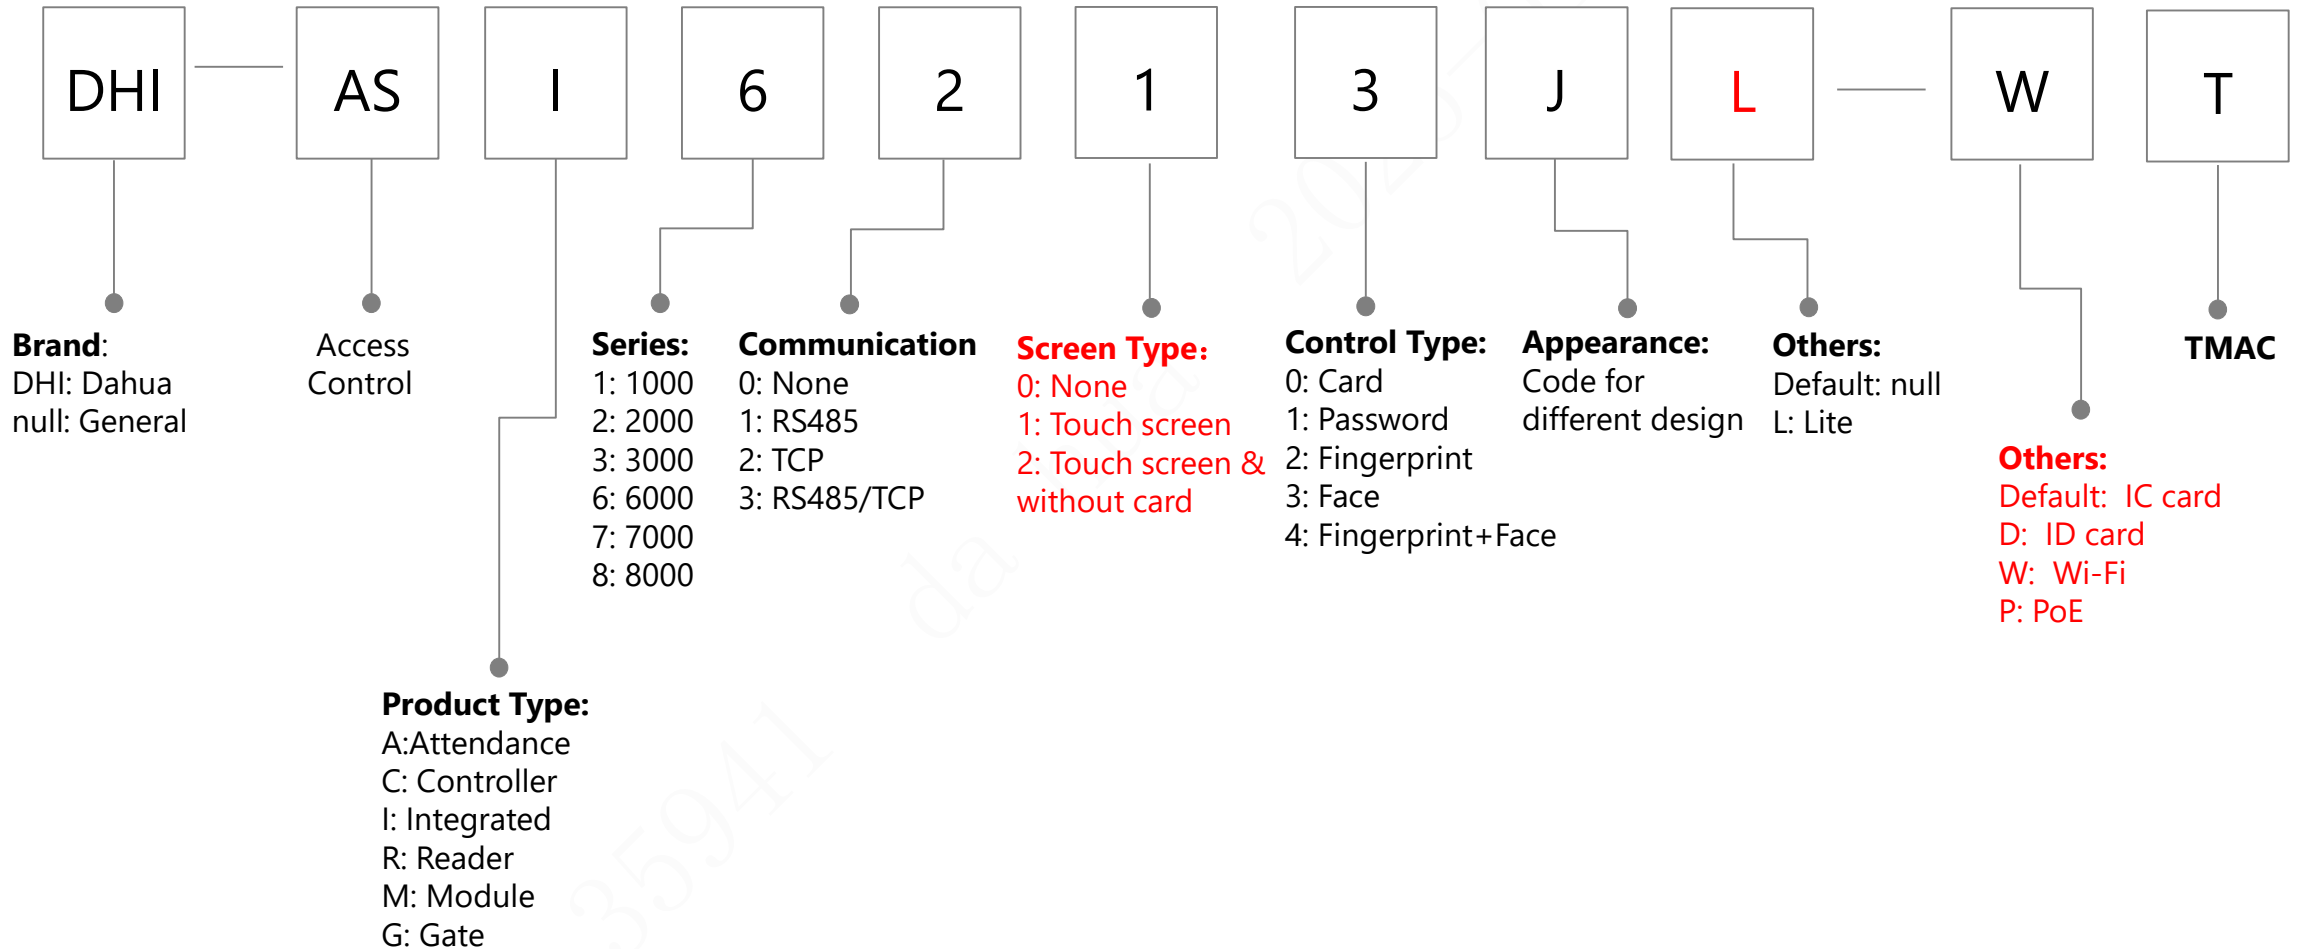 DHI AS I 6 2 1 3 J L W T
Brand:
DHI: Dahua
null: General
Access
Control
Product Type:
A:Attendance
C: Controller
I: Integrated
R: Reader
M: Module
G: Gate
Series:
1: 1000
2: 2000
3: 3000
6: 6000
7: 7000
8: 8000
Communication
0: None
1: RS485
2: TCP
3: RS485/TCP
Screen Type：
0: None
1: Touch screen
2: Touch screen &
without card
Control Type:
0: Card
1: Password
2: Fingerprint
3: Face
4: Fingerprint+Face
Appearance:
Code for
different design
Others:
Default: null
L: Lite
Others:
Default: IC card
D: ID card
W: Wi-Fi
P: PoE
TMAC
35941
da